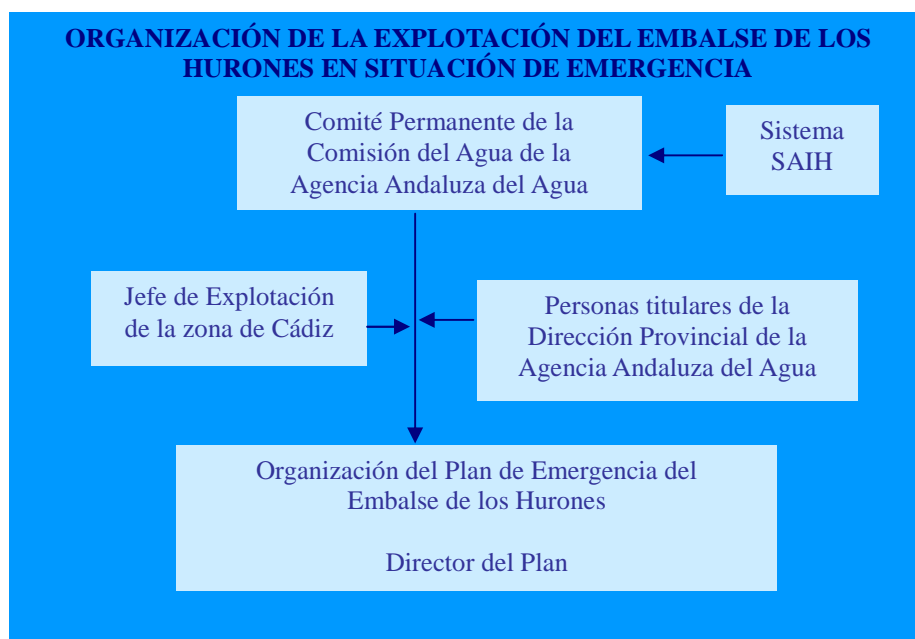 ORGANIZACIÓN DE LA EXPLOTACIÓN DEL EMBALSE DE LOS
HURONES EN SITUACIÓN DE EMERGENCIA
Comité Permanente de la
Comisión del Agua de la
Agencia Andaluza del Agua
Sistema
SAIH
Jefe de Explotación
de la zona de Cádiz
Personas titulares de la
Dirección Provincial de la
Agencia Andaluza del Agua
Organización del Plan de Emergencia del
Embalse de los Hurones
Director del Plan